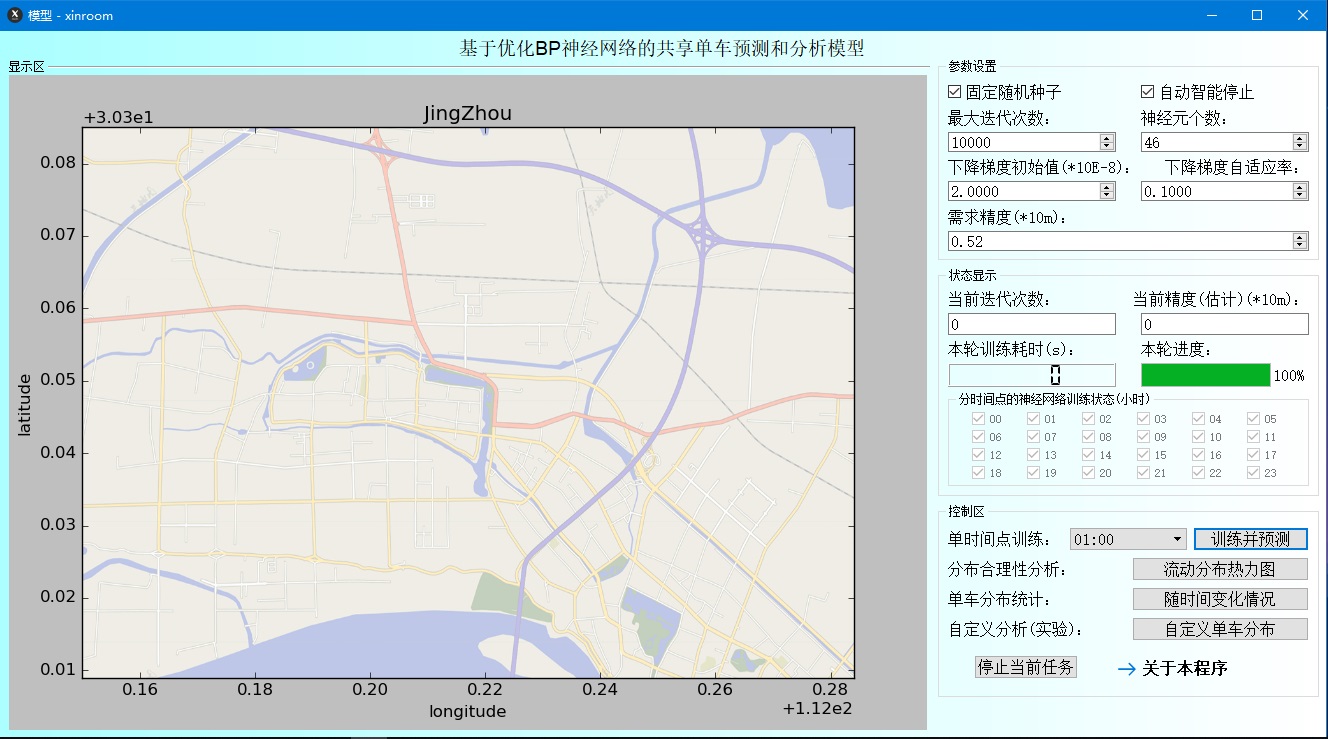 模型 - xinroom
基于优化BP神经网络的共享单车预测和分析模型
显示区
+3.03e1
JingZhou
0.08
0.07
0.06
0.05
0.04
0.03
0.02
0.01
latitude
0.16 0.18 0.20 0.22 0.24 0.26 0.28
longitude
+1.12e2
参数设置
固定随机种子 自动智能停止
最大迭代次数： 神经元个数：
10000 46
下降梯度初始值(*10E-8)： 下降梯度自适应率：
2.0000 0.1000
需求精度(*10m)：
0.52
状态显示
当前迭代次数： 当前精度(估计)(*10m)：
0 0
本轮训练耗时(s)： 本轮进度：
0 100%
分时间点的神经网络训练状态(小时)
00 01 02 03 04 05
06 07 08 09 10 11
12 13 14 15 16 17
18 19 20 21 22 23
控制区
单时间点训练： 01:00 训练并预测
分布合理性分析： 流动分布热力图
单车分布统计： 随时间变化情况
自定义分析(实验)： 自定义单车分布
停止当前任务 → 关于本程序